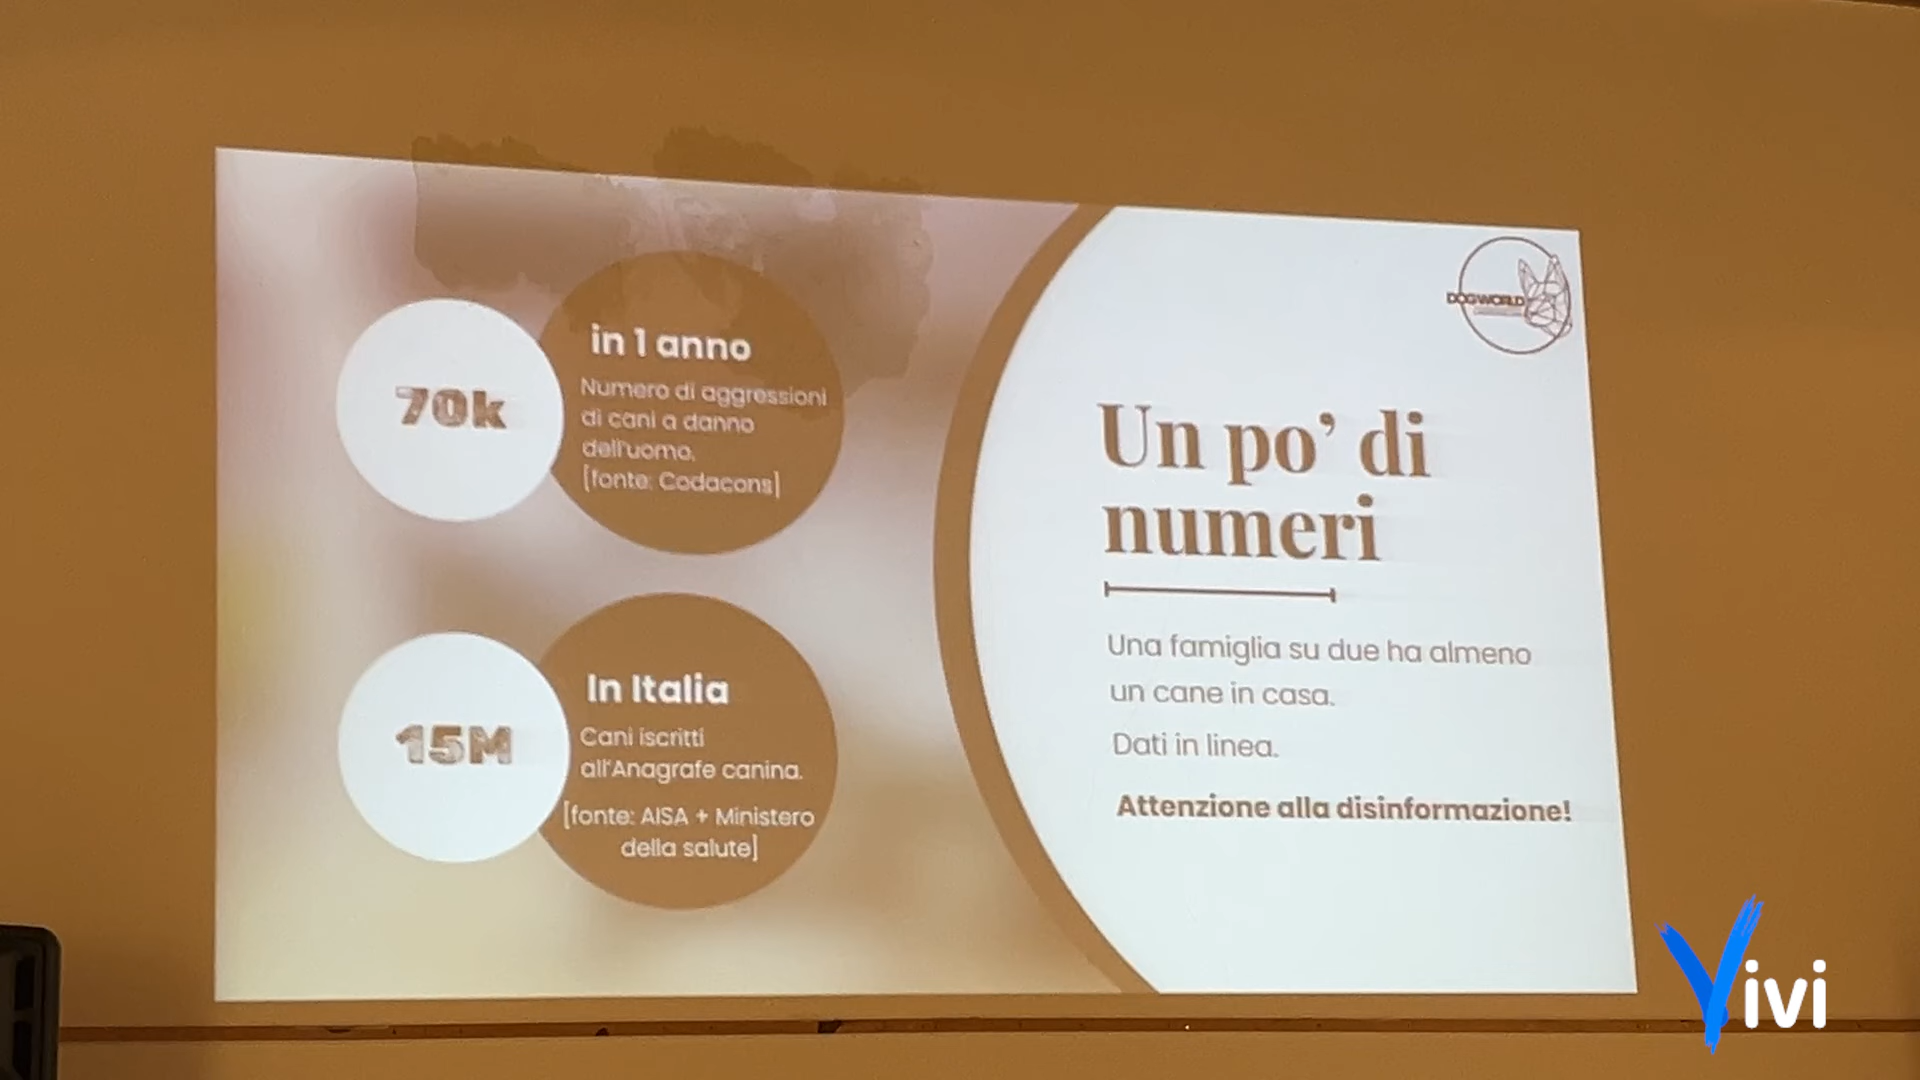 70k
in 1 anno
Numero di aggressioni
di cani a danno
dell'uomo.
[fonte: Codacons]
15M
In Italia
Cani iscritti
all'Anagrafe canina.
[fonte: AISA + Ministero
della salute]
DOGWORLD
Un po' di
numeri
Una famiglia su due ha almeno
un cane in casa.
Dati in linea.
Attenzione alla disinformazione!
Vivi